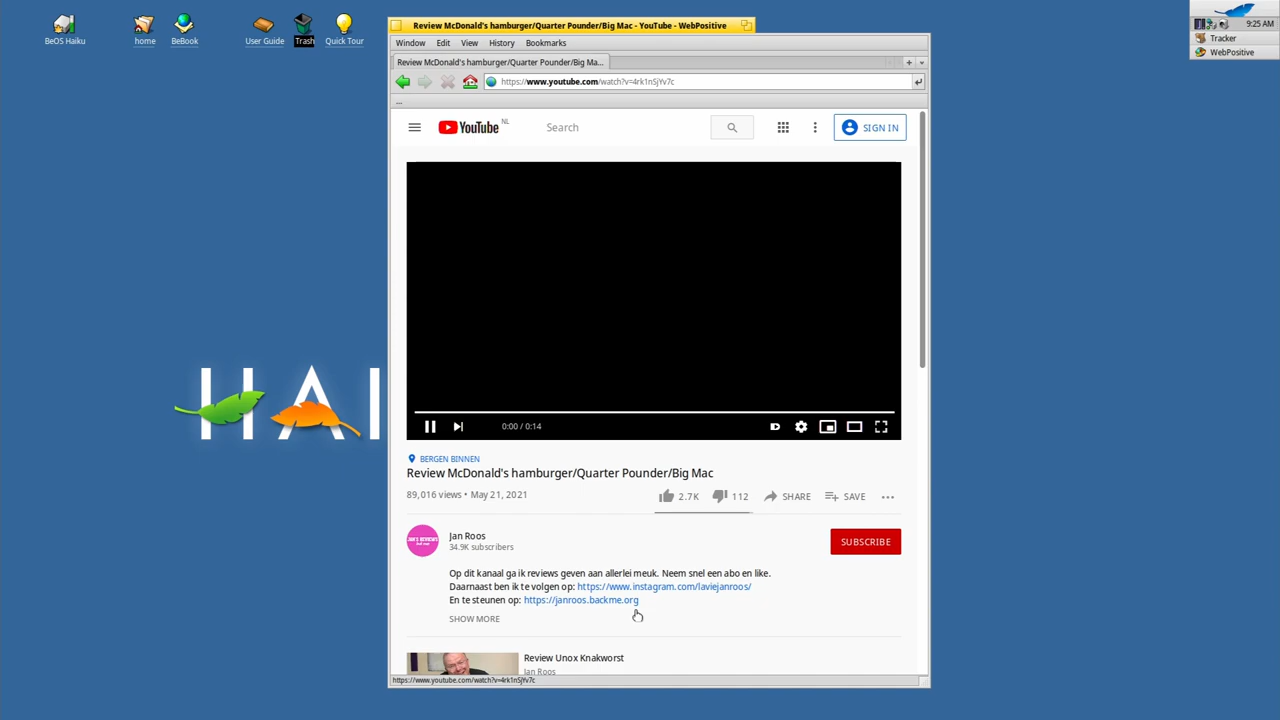 BeOS Haiku
home
BeBook
User Guide
Trash
Quick Tour
9:25 AM
Tracker
WebPositive
HAI
Review McDonald's hamburger/Quarter Pounder/Big Mac - YouTube - WebPositive
Window Edit View History Bookmarks
Review McDonald's hamburger/Quarter Pounder/Big Ma...
https://www.youtube.com/watch?v=4rk1nSjYv7c
...
YouTube NL
Search
SIGN IN
0:00 / 0:14
BERGEN BINNEN
Review McDonald's hamburger/Quarter Pounder/Big Mac
89,016 views • May 21, 2021
2.7K 112 SHARE SAVE
Jan Roos
34.9K subscribers
SUBSCRIBE
Op dit kanaal ga ik reviews geven aan allerlei meuk. Neem snel een abo en like.
Daarnaast ben ik te volgen op: https://www.instagram.com/laviejanroos/
En te steunen op: https://janroos.backme.org
SHOW MORE
Review Unox Knakworst
Jan Roos
https://www.youtube.com/watch?v=4rk1nSjYv7c